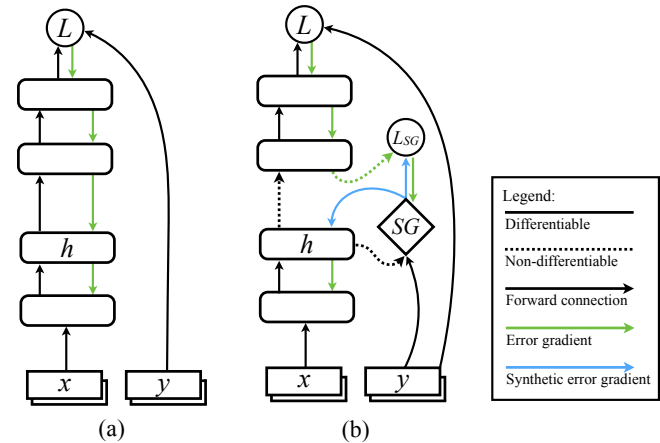 L
h
x
y
(a)
L
L_SG
SG
h
x
y
(b)
Legend:
Differentiable
Non-differentiable
Forward connection
Error gradient
Synthetic error gradient